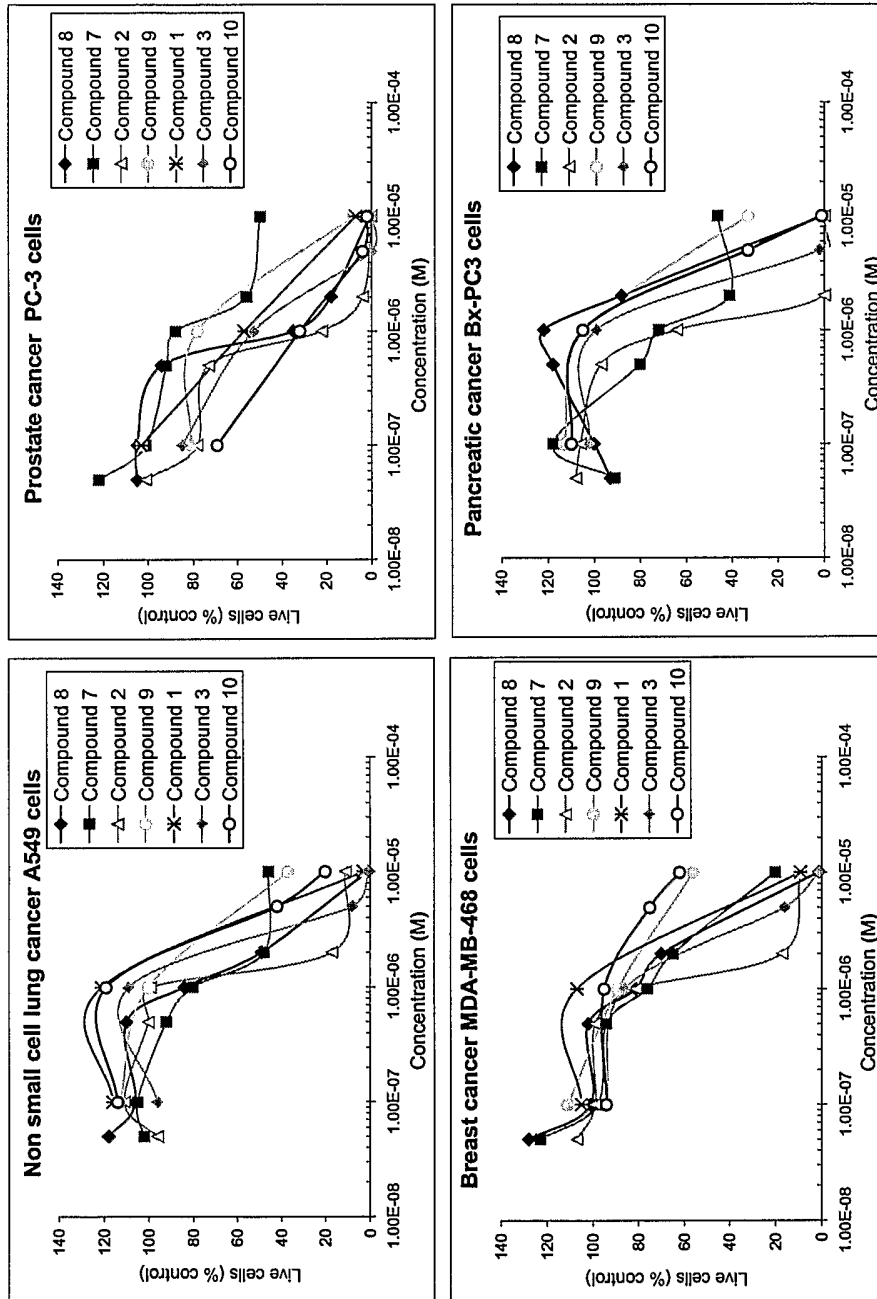 Non small cell lung cancer A549 cells
Live cells (% control)
140
120
100
80
60
40
20
0
1.00E-08
1.00E-07
1.00E-06
1.00E-05
1.00E-04
Concentration (M)
Compound 8
Compound 7
Compound 2
Compound 9
Compound 1
Compound 3
Compound 10
Prostate cancer PC-3 cells
Live cells (% control)
140
120
100
80
60
40
20
0
1.00E-08
1.00E-07
1.00E-06
1.00E-05
1.00E-04
Concentration (M)
Compound 8
Compound 7
Compound 2
Compound 9
Compound 1
Compound 3
Compound 10
Breast cancer MDA-MB-468 cells
Live cells (% control)
140
120
100
80
60
40
20
0
1.00E-08
1.00E-07
1.00E-06
1.00E-05
1.00E-04
Concentration (M)
Compound 8
Compound 7
Compound 2
Compound 9
Compound 1
Compound 3
Compound 10
Pancreatic cancer Bx-PC3 cells
Live cells (% control)
140
120
100
80
60
40
20
0
1.00E-08
1.00E-07
1.00E-06
1.00E-05
1.00E-04
Concentration (M)
Compound 8
Compound 7
Compound 2
Compound 9
Compound 3
Compound 10